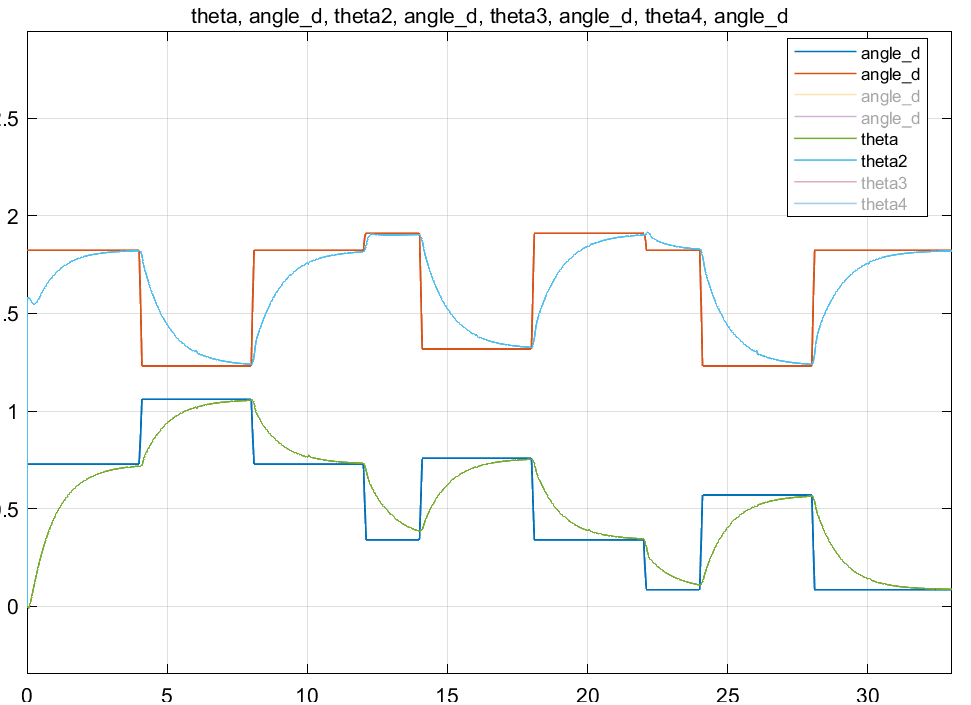 theta, angle_d, theta2, angle_d, theta3, angle_d, theta4, angle_d
angle_d
angle_d
angle_d
angle_d
theta
theta2
theta3
theta4
.5
2
.5
1
.5
0
0 5 10 15 20 25 30